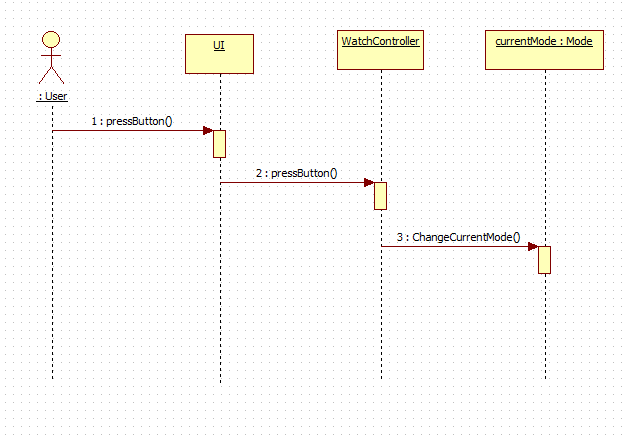 UI
WatchController
currentMode : Mode
: User
1 : pressButton()
2 : pressButton()
3 : ChangeCurrentMode()